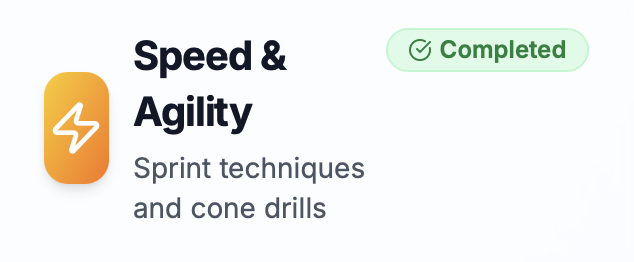 Speed &
Agility
Completed
Sprint techniques
and cone drills